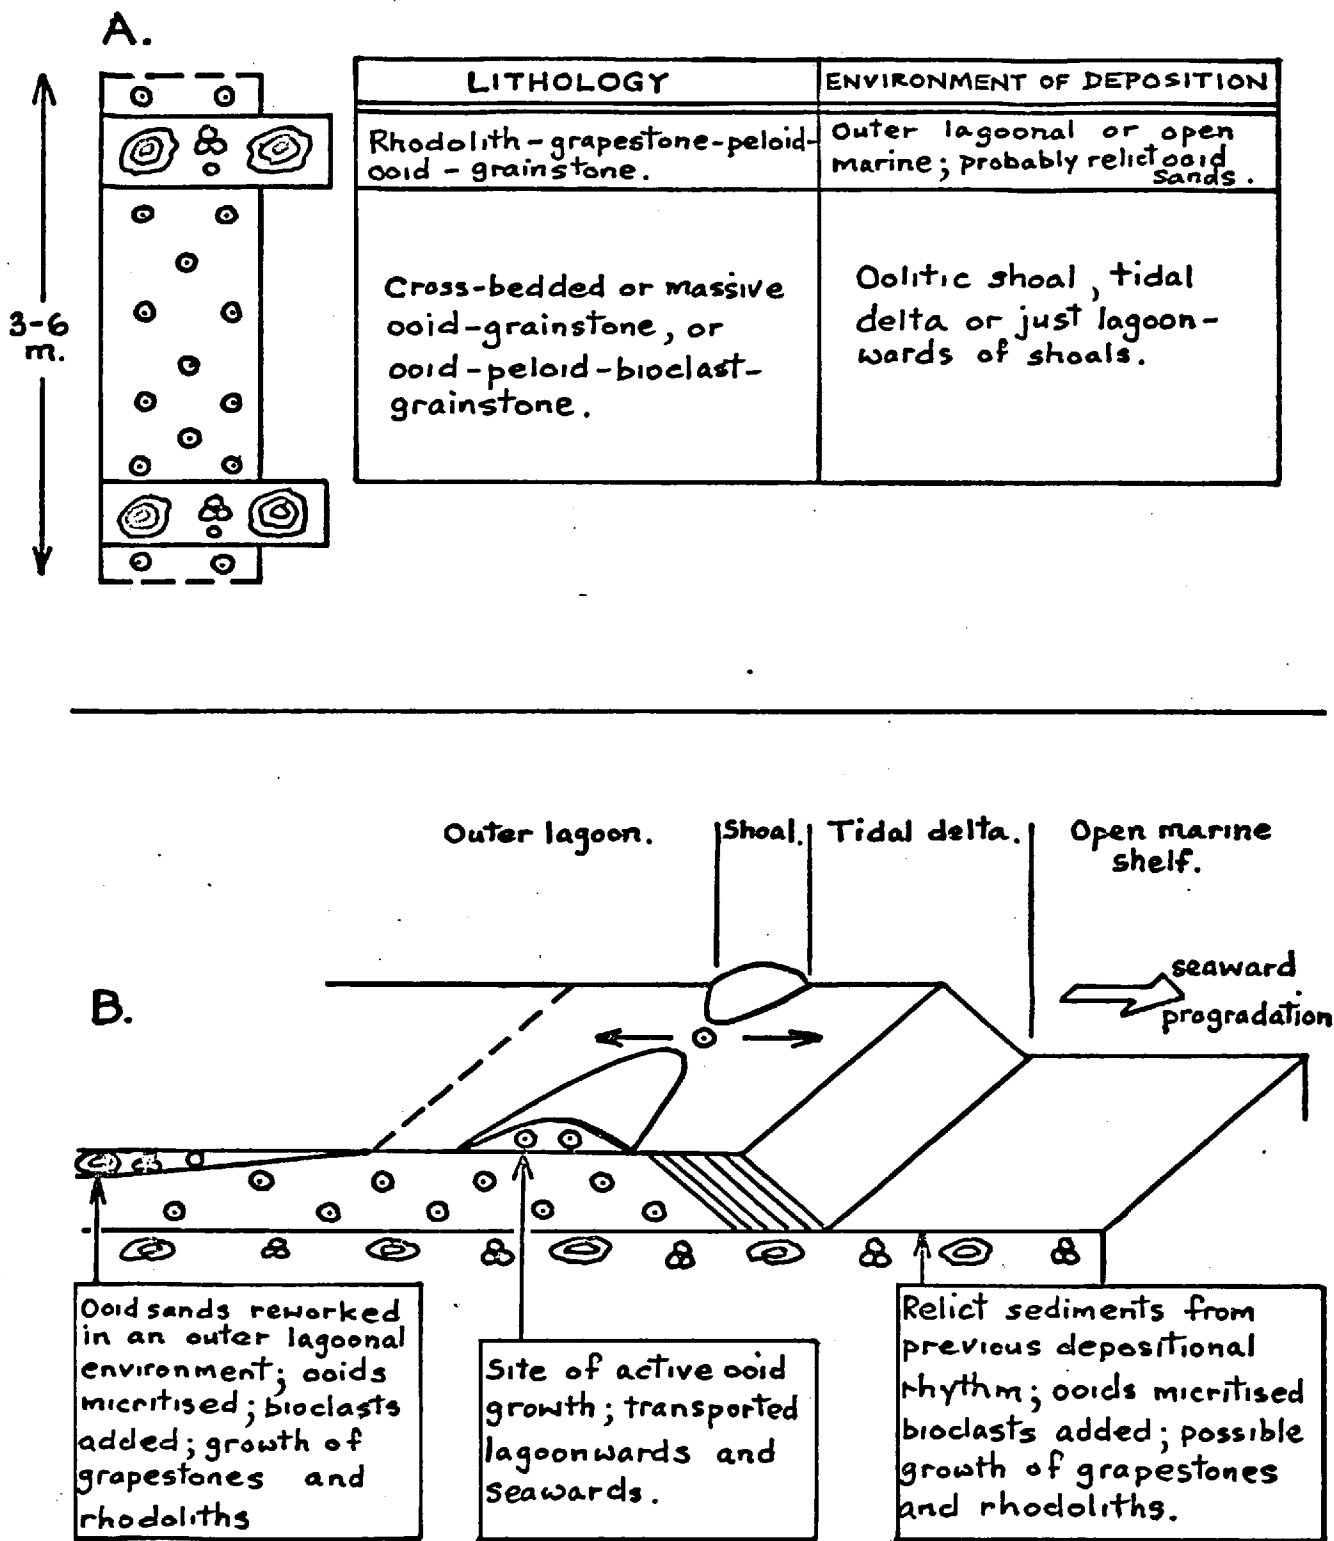 A.
LITHOLOGY
ENVIRONMENT OF DEPOSITION
Rhodolith-grapestone-peloid-
ooid-grainstone.
Outer lagoonal or open
marine; probably relict ooid
sands.
3-6
m.
Cross-bedded or massive
ooid-grainstone, or
ooid-peloid-bioclast-
grainstone.
Oolitic shoal, tidal
delta or just lagoon-
wards of shoals.
Outer lagoon.
Shoal.
Tidal delta.
Open marine
shelf.
B.
seaward
progradation
Ooid sands reworked
in an outer lagoonal
environment; ooids
micritised; bioclasts
added; growth of
grapestones and
rhodoliths
Site of active ooid
growth; transported
lagoonwards and
seawards.
Relict sediments from
previous depositional
rhythm; ooids micritised
bioclasts added; possible
growth of grapestones
and rhodoliths.